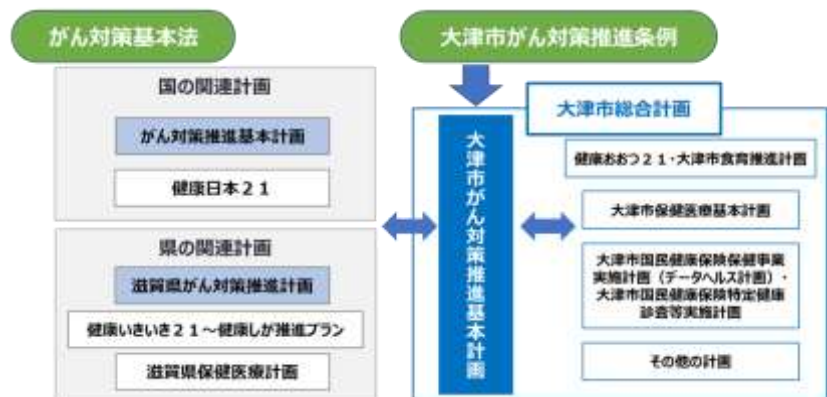 がん対策基本法
国の関連計画
がん対策推進基本計画
健康日本２１
県の関連計画
滋賀県がん対策推進計画
健康いきいき２１～健康しが推進プラン
滋賀県保健医療計画
大津市がん対策推進条例
大津市がん対策推進基本計画
大津市総合計画
健康おおつ２１・大津市食育推進計画
大津市保健医療基本計画
大津市国民健康保険保健事業
実施計画（データヘルス計画）・
大津市国民健康保険特定健康
診査等実施計画
その他の計画